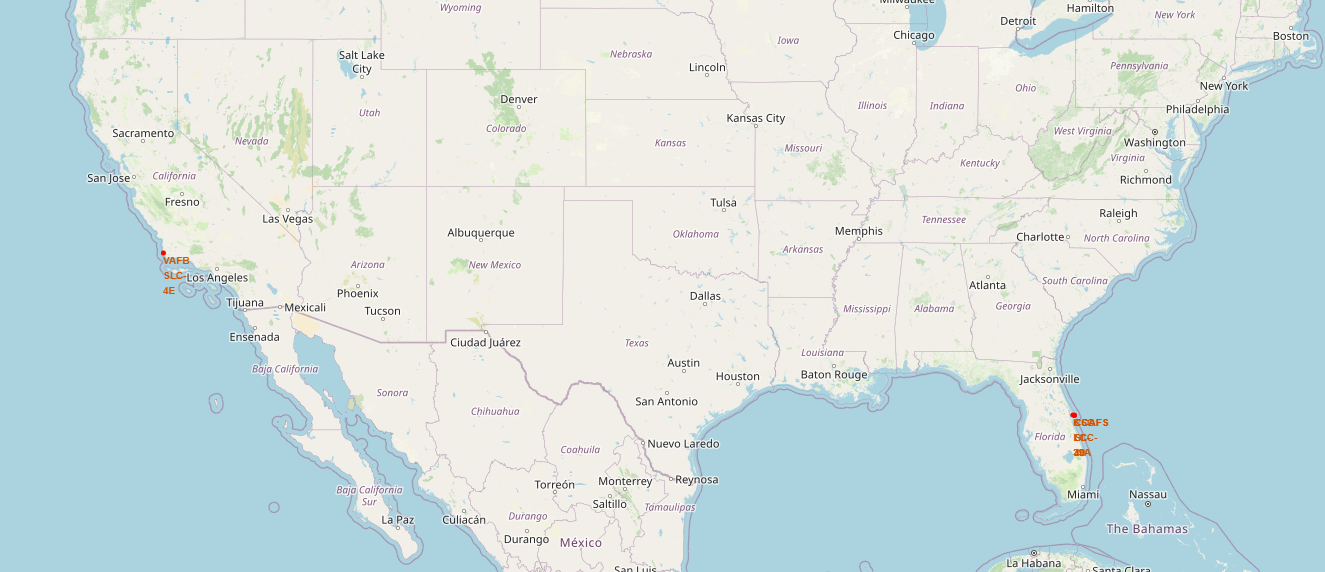 Wyoming
Milwaukee
Hamilton
Detroit
New York
Chicago
Boston
Iowa
Salt Lake
City
Nebraska
Lincoln
Pennsylvania
New York
Ohio
Denver
Utah
Illinois
Indiana
Philadelphia
Kansas City
Colorado
Sacramento
Nevada
Kansas
Missouri
West Virginia
Washington
Virginia
Kentucky
San Jose
California
Richmond
Fresno
Las Vegas
Tulsa
Raleigh
Tennessee
Albuquerque
Oklahoma
Memphis
Charlotte
North Carolina
Arkansas
VAFB
SLC-
4E
Los Angeles
Arizona
New Mexico
South Carolina
Atlanta
Phoenix
Dallas
Tijuana
Mexicali
Tucson
Mississippi
Alabama
Georgia
Ensenada
Ciudad Juárez
Texas
Louisiana
Austin
Baja California
Houston
Baton Rouge
Jacksonville
Sonora
San Antonio
Chihuahua
Florida
Nuevo Laredo
Coahuila
Torreón
Monterrey
Reynosa
Baja California
Sur
Saltillo
Tamaulipas
Miami
Nassau
La Paz
Culiacán
Durango
Durango
México
The Bahamas
La Habana
Santa Clara
San Luis